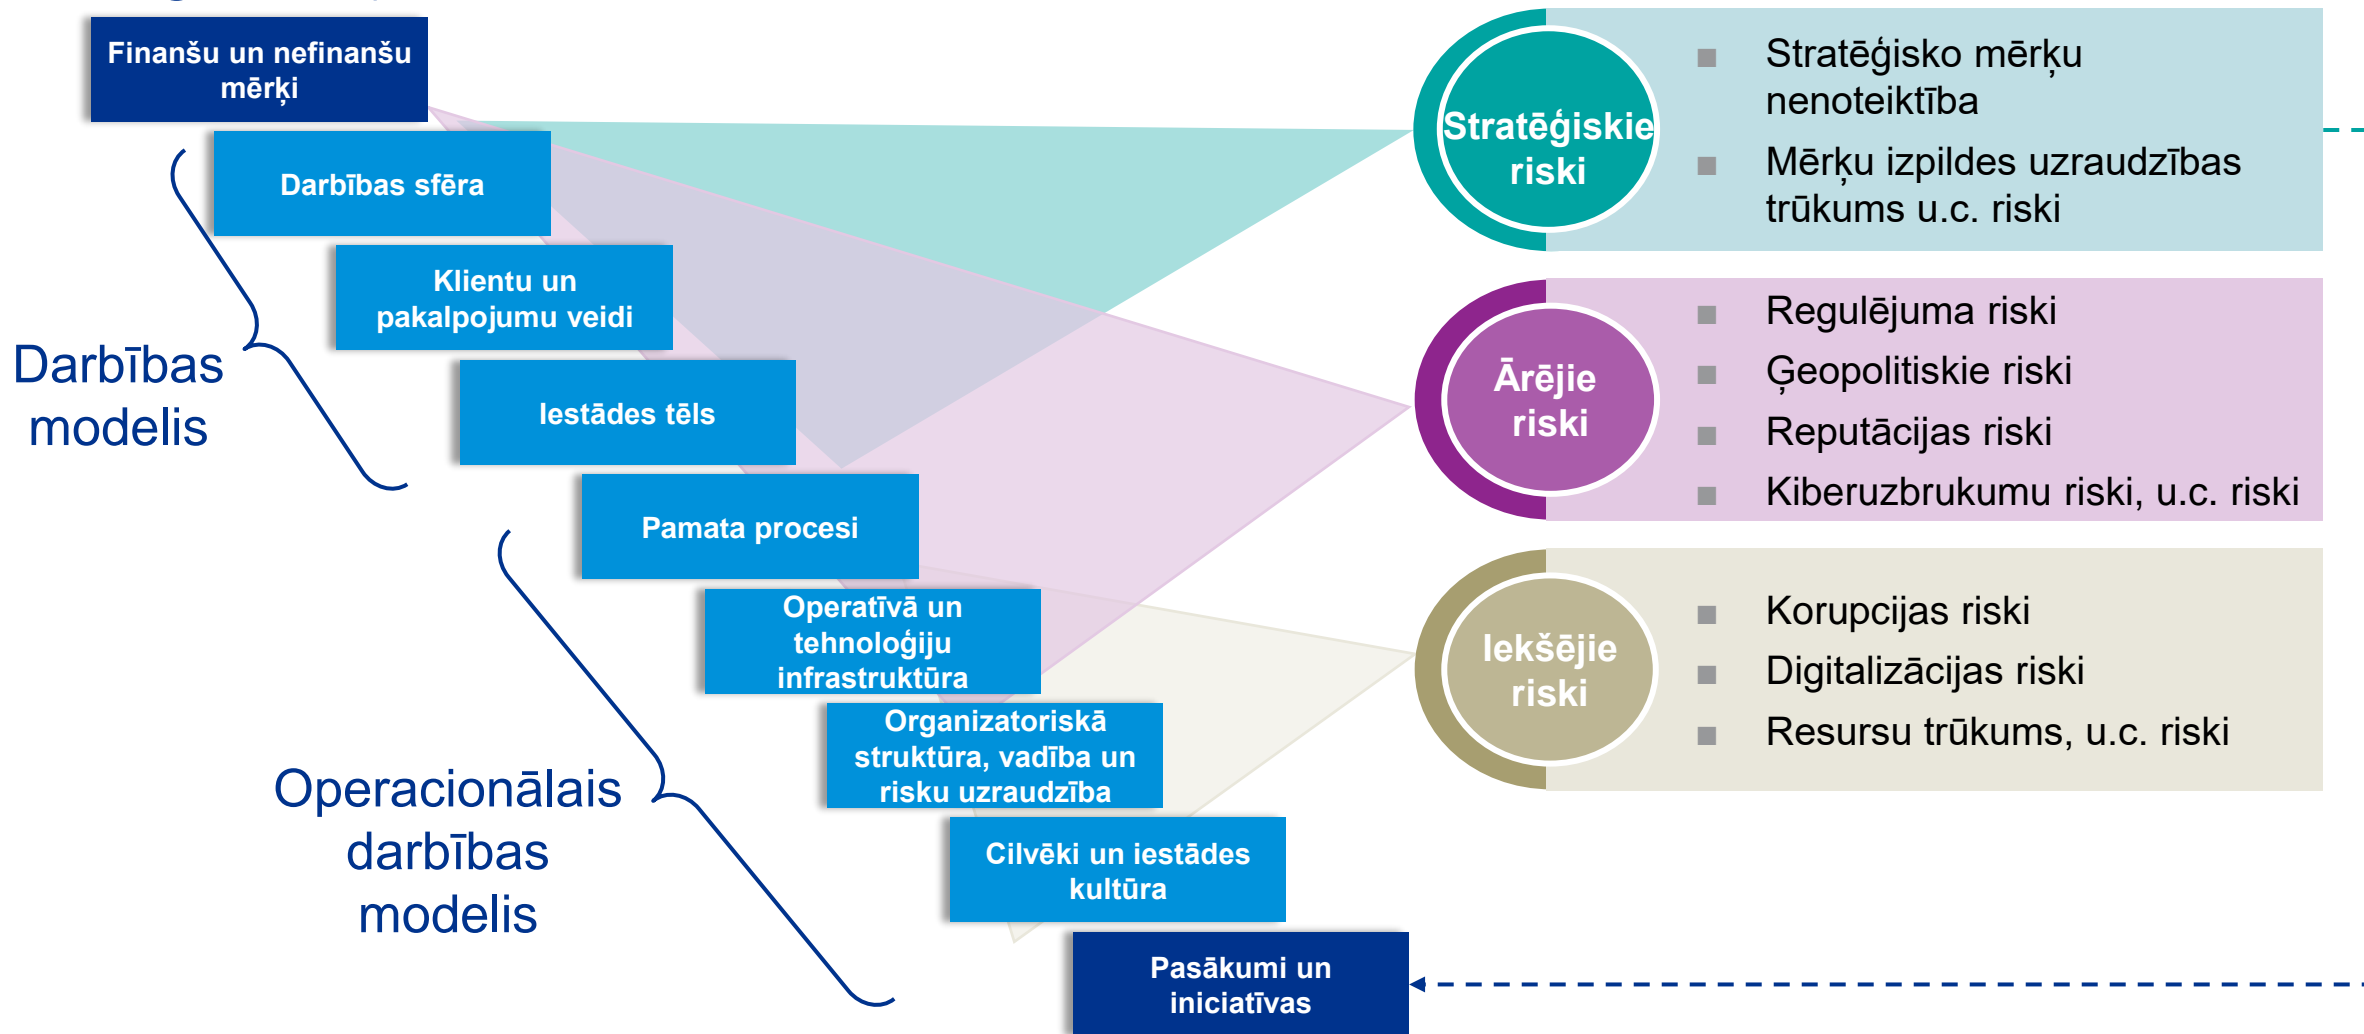 Finanšu un nefinanšu
mērķi
Darbības sfēra
Klientu un
pakalpojumu veidi
Iestādes tēls
Pamata procesi
Operatīvā un
tehnoloģiju
infrastruktūra
Organizatoriskā
struktūra, vadība un
risku uzraudzība
Cilvēki un iestādes
kultūra
Pasākumi un
iniciatīvas
Darbības
modelis
Operacionālais
darbības
modelis
Stratēģiskie
riski
Stratēģisko mērķu
nenoteiktība
Mērķu izpildes uzraudzības
trūkums u.c. riski
Ārējie
riski
Regulējuma riski
Ģeopolitiskie riski
Reputācijas riski
Kiberuzbrukumu riski, u.c. riski
Iekšējie
riski
Korupcijas riski
Digitalizācijas riski
Resursu trūkums, u.c. riski